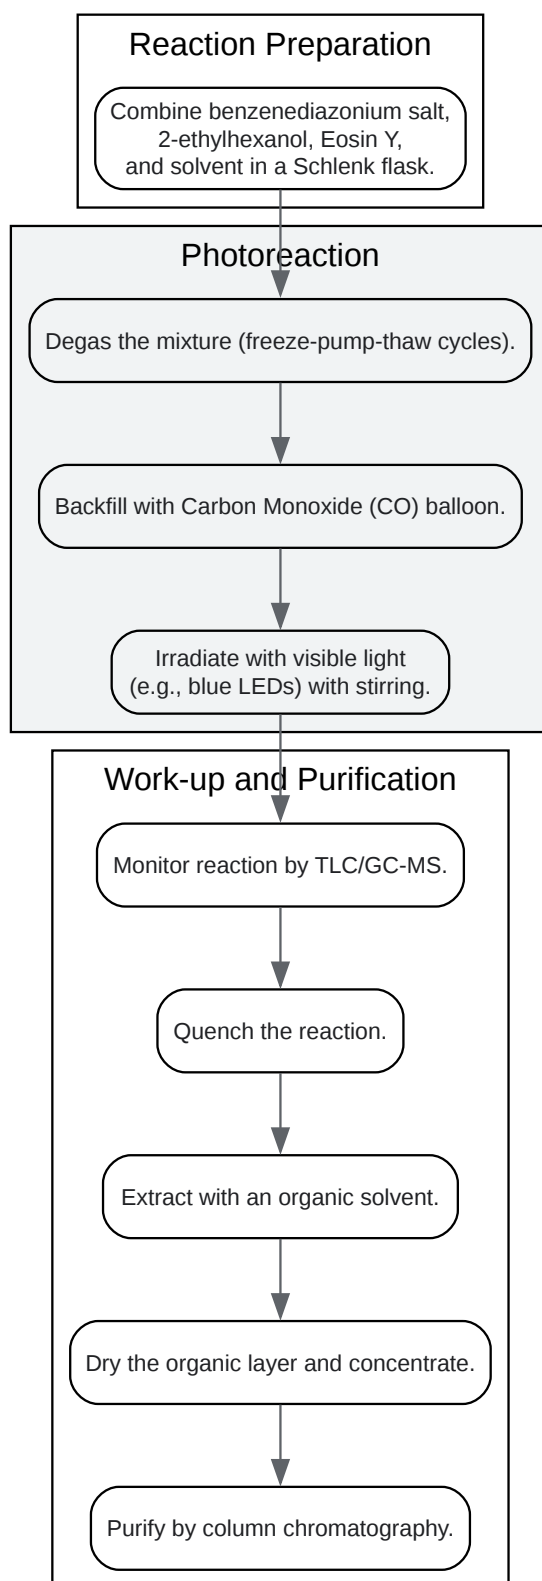 Reaction Preparation
Combine benzenediazonium salt,
2-ethylhexanol, Eosin Y,
and solvent in a Schlenk flask.
Photoreaction
Degas the mixture (freeze-pump-thaw cycles).
Backfill with Carbon Monoxide (CO) balloon.
Irradiate with visible light
(e.g., blue LEDs) with stirring.
Work-up and Purification
Monitor reaction by TLC/GC-MS.
Quench the reaction.
Extract with an organic solvent.
Dry the organic layer and concentrate.
Purify by column chromatography.